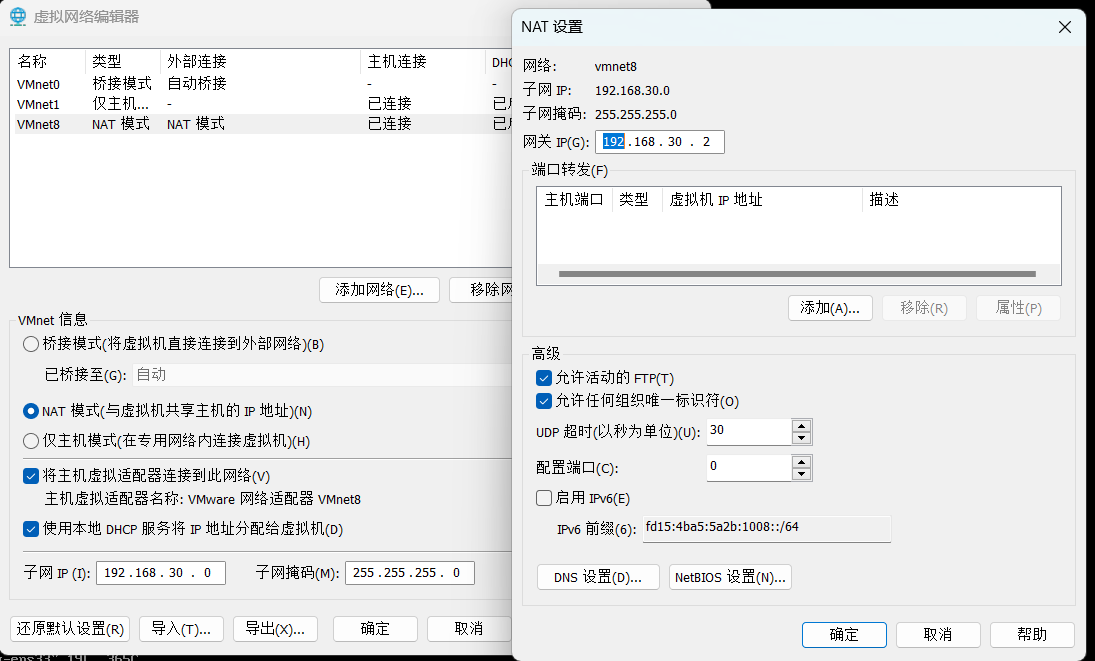 虚拟网络编辑器
名称 类型 外部连接 主机连接 DHC
VMnet0 桥接模式 自动桥接 - -
VMnet1 仅主机... - 已连接 已
VMnet8 NAT 模式 NAT 模式 已连接 已
添加网络(E)... 移除网
VMnet 信息
桥接模式(将虚拟机直接连接到外部网络)(B)
已桥接至(G): 自动
NAT 模式(与虚拟机共享主机的 IP 地址)(N)
仅主机模式(在专用网络内连接虚拟机)(H)
将主机虚拟适配器连接到此网络(V)
主机虚拟适配器名称: VMware 网络适配器 VMnet8
使用本地 DHCP 服务将 IP 地址分配给虚拟机(D)
子网 IP (I): 192 . 168 . 30 . 0 子网掩码(M): 255 . 255 . 255 . 0
还原默认设置(R) 导入(T)... 导出(X)... 确定 取消
NAT 设置
网络: vmnet8
子网 IP: 192.168.30.0
子网掩码: 255.255.255.0
网关 IP(G): 192 . 168 . 30 . 2
端口转发(F)
主机端口 类型 虚拟机 IP 地址 描述
添加(A)... 移除(R) 属性(P)
高级
允许活动的 FTP(T)
允许任何组织唯一标识符(O)
UDP 超时(以秒为单位)(U): 30
配置端口(C): 0
启用 IPv6(E)
IPv6 前缀(6): fd15:4ba5:5a2b:1008::/64
DNS 设置(D)... NetBIOS 设置(N)...
确定 取消 帮助